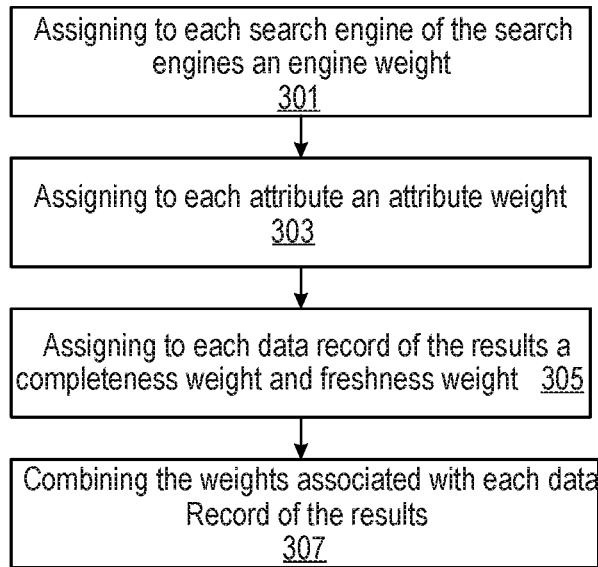 Assigning to each search engine of the search
engines an engine weight
301
Assigning to each attribute an attribute weight
303
Assigning to each data record of the results a
completeness weight and freshness weight 305
Combining the weights associated with each data
Record of the results
307